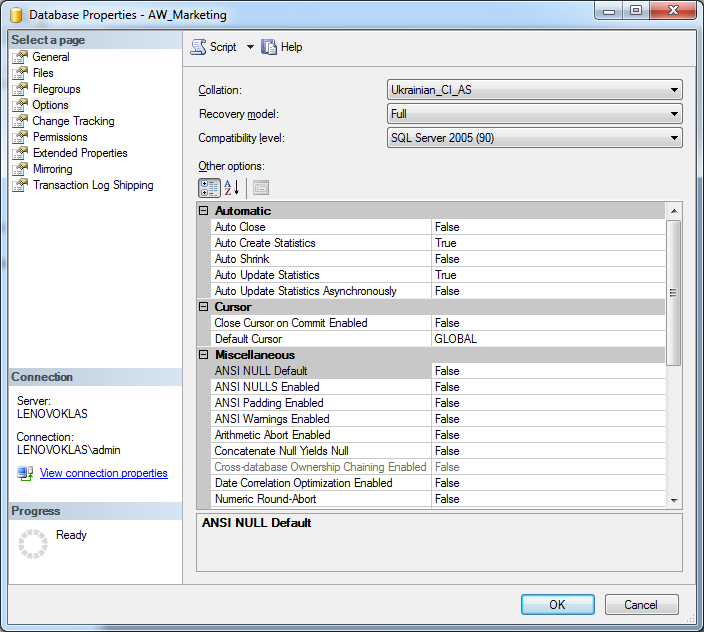 Database Properties - AW_Marketing
Select a page
General
Files
Filegroups
Options
Change Tracking
Permissions
Extended Properties
Mirroring
Transaction Log Shipping
Connection
Server:
LENOVOKLAS
Connection:
LENOVOKLAS\admin
View connection properties
Progress
Ready
Script
Help
Collation: Ukrainian_CI_AS
Recovery model: Full
Compatibility level: SQL Server 2005 (90)
Other options:
Automatic
Auto Close False
Auto Create Statistics True
Auto Shrink False
Auto Update Statistics True
Auto Update Statistics Asynchronously False
Cursor
Close Cursor on Commit Enabled False
Default Cursor GLOBAL
Miscellaneous
ANSI NULL Default False
ANSI NULLS Enabled False
ANSI Padding Enabled False
ANSI Warnings Enabled False
Arithmetic Abort Enabled False
Concatenate Null Yields Null False
Cross-database Ownership Chaining Enabled False
Date Correlation Optimization Enabled False
Numeric Round-Abort False
ANSI NULL Default
OK
Cancel